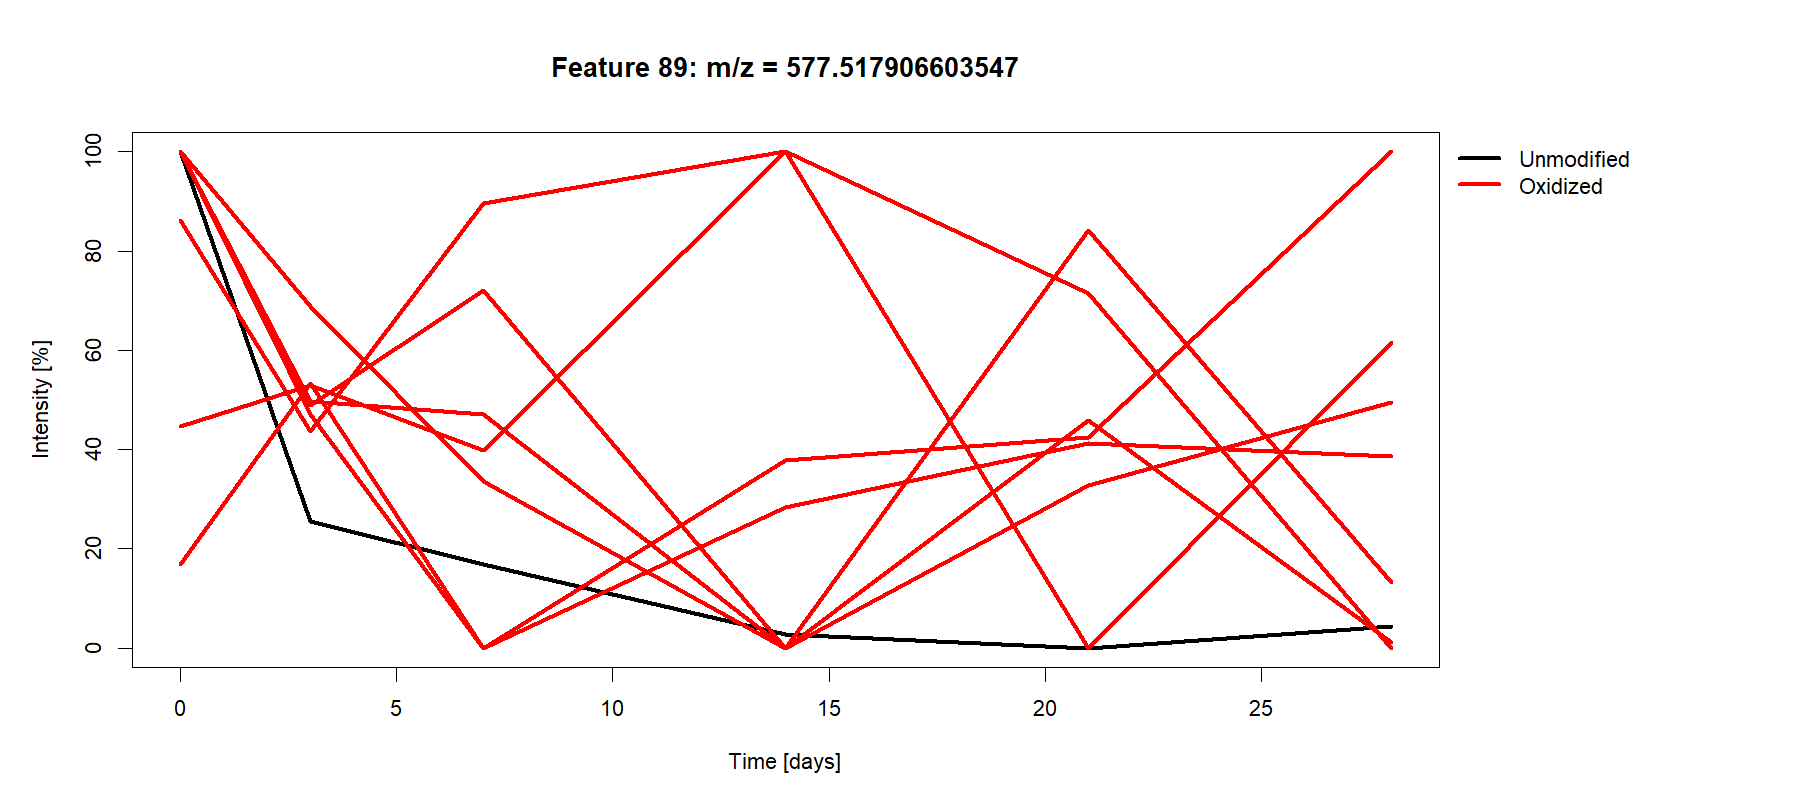 Feature 89: m/z = 577.517906603547
Unmodified
Oxidized
Intensity [%]
100
80
60
40
20
0
0 5 10 15 20 25
Time [days]